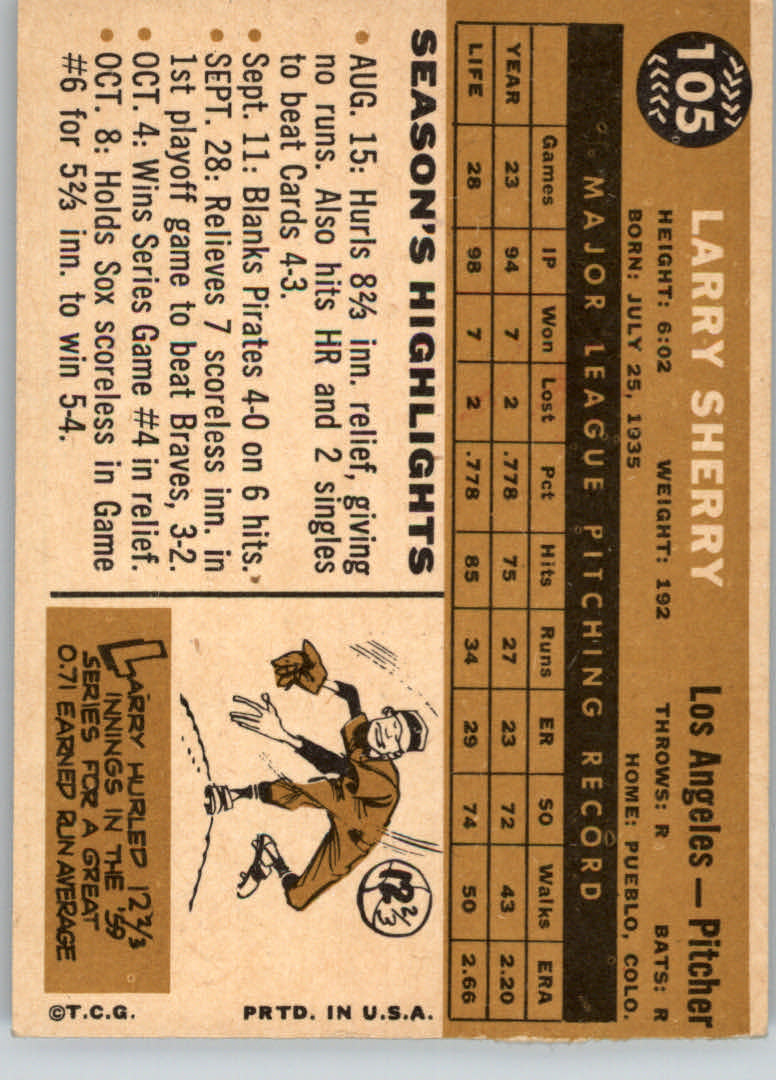 105
LARRY SHERRY
Los Angeles — Pitcher
HEIGHT: 6:02 WEIGHT: 192 THROWS: R BATS: R
BORN: JULY 25, 1935 HOME: PUEBLO, COLO.
MAJOR LEAGUE PITCHING RECORD
Games IP Won Lost Pct Hits Runs ER SO Walks ERA
YEAR 23 94 7 2 .778 75 27 23 72 43 2.20
LIFE 28 98 7 2 .778 85 34 29 74 50 2.66
SEASON'S HIGHLIGHTS
• AUG. 15: Hurls 8⅔ inn. relief, giving
no runs. Also hits HR and 2 singles
to beat Cards 4-3.
• Sept. 11: Blanks Pirates 4-0 on 6 hits.
• SEPT. 28: Relieves 7 scoreless inn. in
1st playoff game to beat Braves, 3-2.
• OCT. 4: Wins Series Game #4 in relief.
• OCT. 8: Holds Sox scoreless in Game
#6 for 5⅔ inn. to win 5-4.
12 2/3
LARRY HURLED 12 2/3
INNINGS IN THE '59
SERIES FOR A GREAT
0.71 EARNED RUN AVERAGE
©T.C.G. PRTD. IN U.S.A.